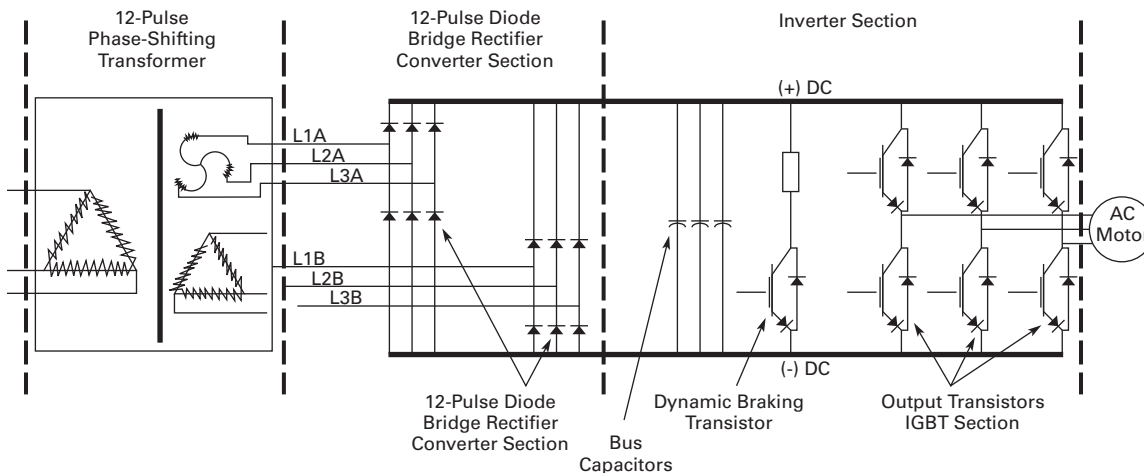 12-Pulse
Phase-Shifting
Transformer
12-Pulse Diode
Bridge Rectifier
Converter Section
Inverter Section
(+) DC
L1A
L2A
L3A
AC
Motor
L1B
L2B
L3B
(-) DC
12-Pulse Diode
Bridge Rectifier
Converter Section
Bus
Capacitors
Dynamic Braking
Transistor
Output Transistors
IGBT Section